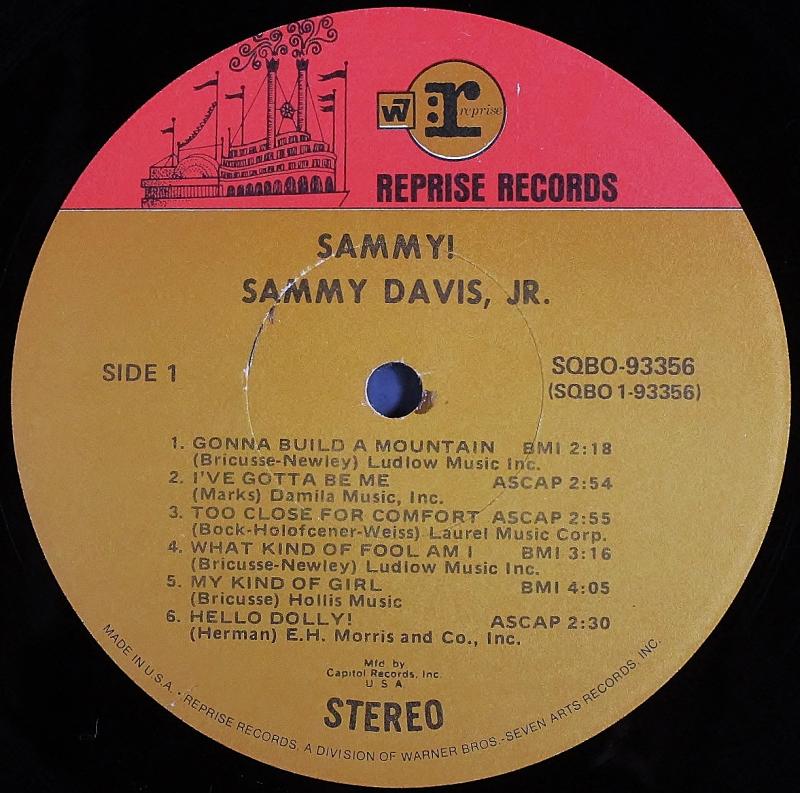 W7
r
reprise
REPRISE RECORDS
SAMMY!
SAMMY DAVIS, JR.
SIDE 1
SQBO-93356
(SQBO 1-93356)
1. GONNA BUILD A MOUNTAIN BMI 2:18
(Bricusse-Newley) Ludlow Music Inc.
2. I'VE GOTTA BE ME ASCAP 2:54
(Marks) Damila Music, Inc.
3. TOO CLOSE FOR COMFORT ASCAP 2:55
(Bock-Holofcener-Weiss) Laurel Music Corp.
4. WHAT KIND OF FOOL AM I BMI 3:16
(Bricusse-Newley) Ludlow Music Inc.
5. MY KIND OF GIRL BMI 4:05
(Bricusse) Hollis Music
6. HELLO DOLLY! ASCAP 2:30
(Herman) E.H. Morris and Co., Inc.
Mfd by
Capitol Records, Inc.
U S A
STEREO
MADE IN U.S.A. • REPRISE RECORDS, A DIVISION OF WARNER BROS.-SEVEN ARTS RECORDS, INC.